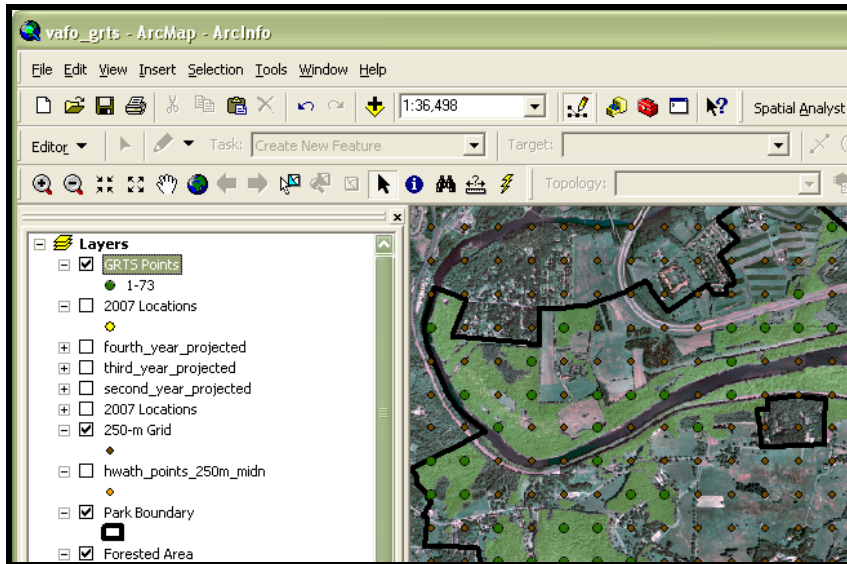 vafo_grts - ArcMap - ArcInfo
File Edit View Insert Selection Tools Window Help
1:36,498
Spatial Analyst
Editor Task: Create New Feature Target:
Topology:
Layers
GRTS Points
1-73
2007 Locations
fourth_year_projected
third_year_projected
second_year_projected
2007 Locations
250-m Grid
hwath_points_250m_midn
Park Boundary
Forested Area